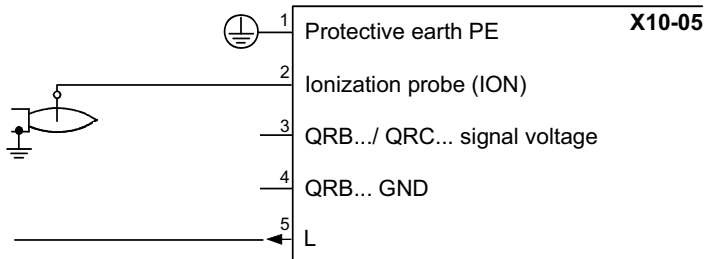 X10-05
1 Protective earth PE
2 Ionization probe (ION)
3 QRB.../ QRC... signal voltage
4 QRB... GND
5 L